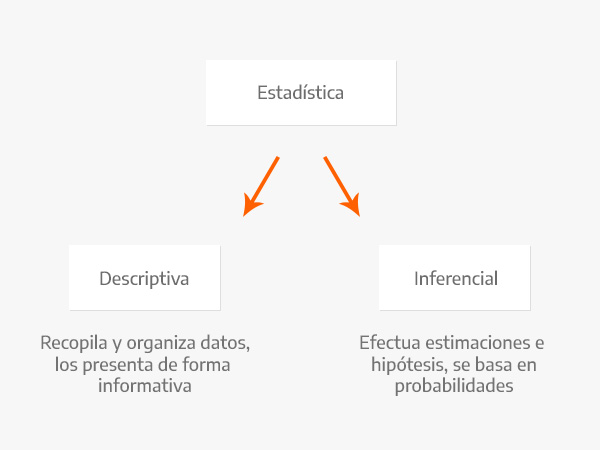 Estadística
Descriptiva
Inferencial
Recopila y organiza datos,
los presenta de forma
informativa
Efectua estimaciones e
hipótesis, se basa en
probabilidades